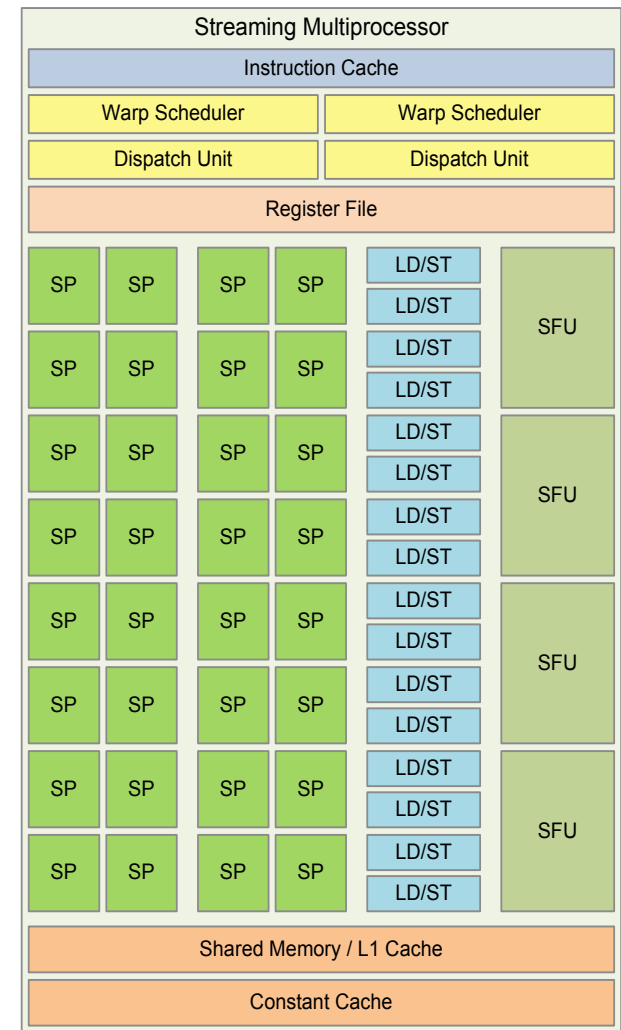 Streaming Multiprocessor
Instruction Cache
Warp Scheduler Warp Scheduler
Dispatch Unit Dispatch Unit
Register File
LD/ST
SP SP SP SP
LD/ST
SFU
LD/ST
SP SP SP SP
LD/ST
LD/ST
SP SP SP SP
LD/ST
SFU
LD/ST
SP SP SP SP
LD/ST
LD/ST
SP SP SP SP
LD/ST
SFU
LD/ST
SP SP SP SP
LD/ST
LD/ST
SP SP SP SP
LD/ST
SFU
LD/ST
SP SP SP SP
LD/ST
Shared Memory / L1 Cache
Constant Cache